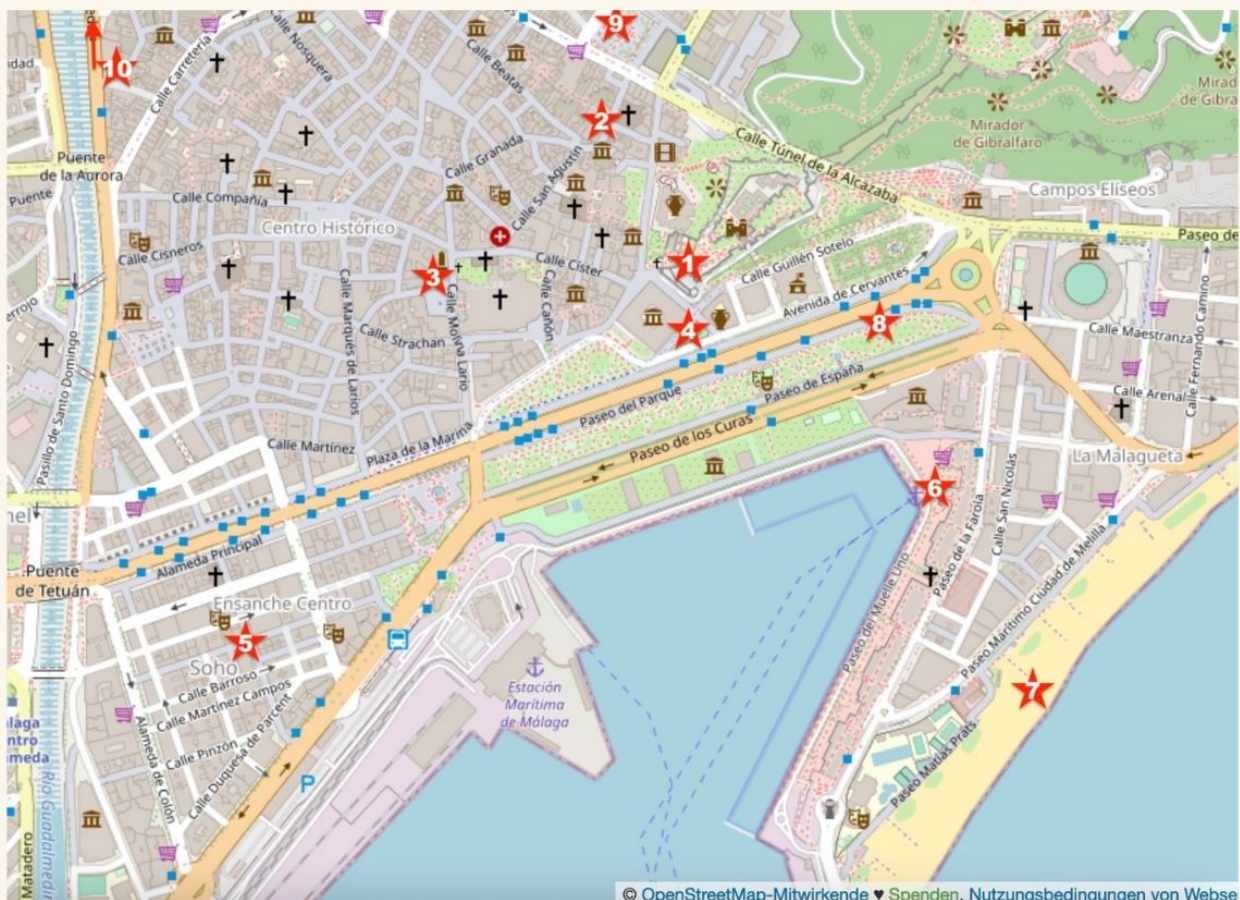 9
10
Calle Carretería
Calle Nosquera
Calle Beatas
2
Mirador
de Gibralfaro
Calle Túnel de la Alcazaba
Puente
de la Aurora
Puente
Calle Granada
Calle San Agustín
Calle Compañía
Centro Histórico
Campos Elíseos
Paseo de
Calle Cisneros
Calle Císter
1
Calle Guillén Sotelo
3
Calle Marqués de Larios
Calle Molina Lario
Calle Cañón
Avenida de Cervantes
Calle Strachan
4
8
Calle Maestranza
Calle Fernando Camino
Pasillo de Santo Domingo
Paseo del Parque
Paseo de España
Calle Arenal
Plaza de la Marina
Calle Martínez
Paseo de los Curas
La Malagueta
6
Calle San Nicolás
Paseo de la Farola
Alameda Principal
Puente
de Tetuán
Ensanche Centro
Paseo del Muelle Uno
Paseo Marítimo Ciudad de Melilla
5
Soho
Calle Barroso
Calle Martínez Campos
Estación
Marítima
de Málaga
7
Alameda de Colón
Calle Pinzón
Calle Duquesa de Parcent
P
Paseo Matías Prats
Matadero
© OpenStreetMap-Mitwirkende ♥ Spenden. Nutzungsbedingungen von Webse